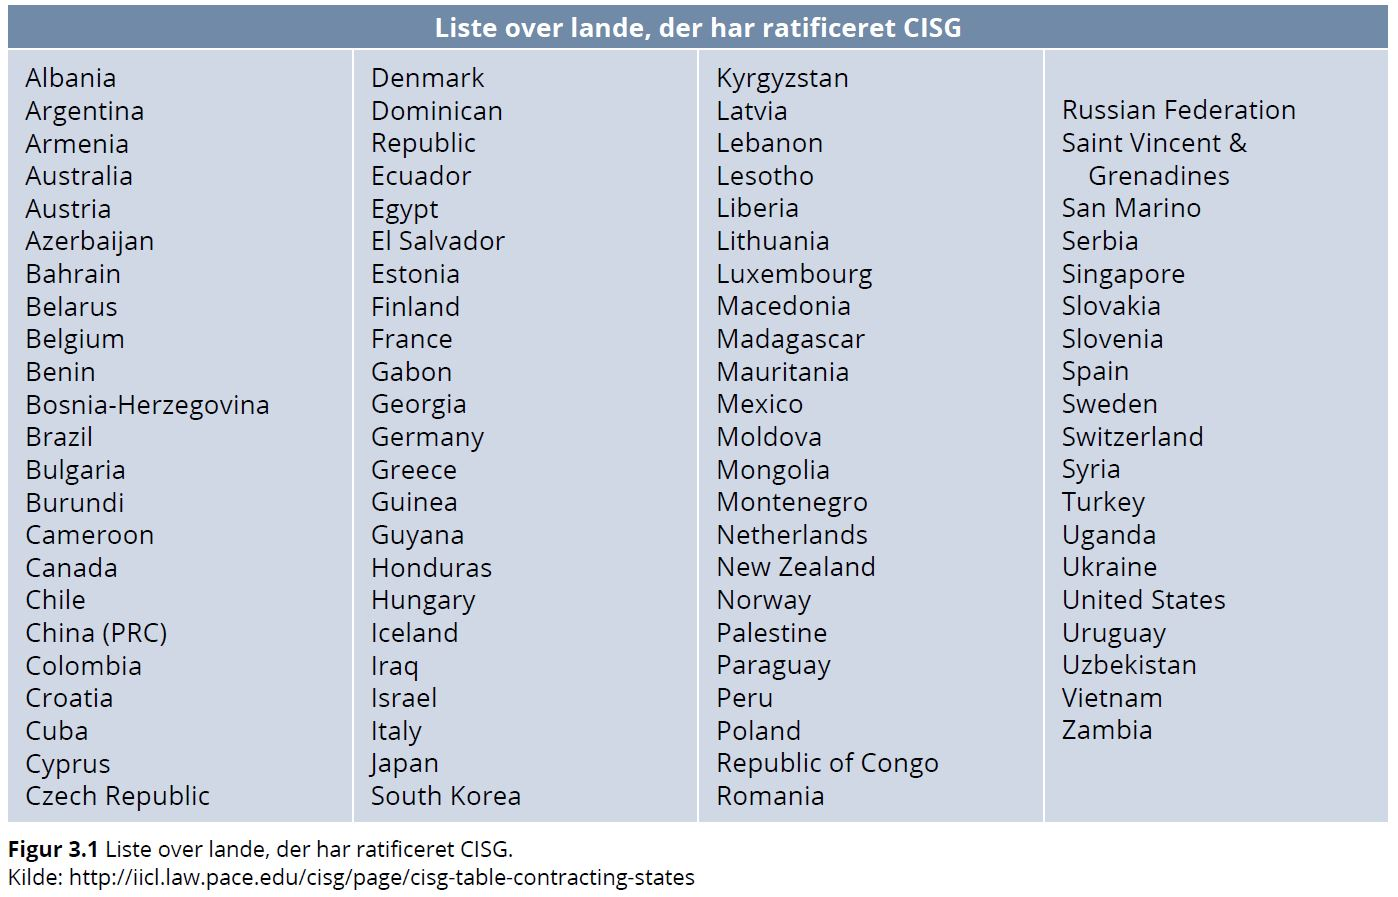 Liste over lande, der har ratificeret CISG
Albania
Argentina
Armenia
Australia
Austria
Azerbaijan
Bahrain
Belarus
Belgium
Benin
Bosnia-Herzegovina
Brazil
Bulgaria
Burundi
Cameroon
Canada
Chile
China (PRC)
Colombia
Croatia
Cuba
Cyprus
Czech Republic
Denmark
Dominican
Republic
Ecuador
Egypt
El Salvador
Estonia
Finland
France
Gabon
Georgia
Germany
Greece
Guinea
Guyana
Honduras
Hungary
Iceland
Iraq
Israel
Italy
Japan
South Korea
Kyrgyzstan
Latvia
Lebanon
Lesotho
Liberia
Lithuania
Luxembourg
Macedonia
Madagascar
Mauritania
Mexico
Moldova
Mongolia
Montenegro
Netherlands
New Zealand
Norway
Palestine
Paraguay
Peru
Poland
Republic of Congo
Romania
Russian Federation
Saint Vincent &
Grenadines
San Marino
Serbia
Singapore
Slovakia
Slovenia
Spain
Sweden
Switzerland
Syria
Turkey
Uganda
Ukraine
United States
Uruguay
Uzbekistan
Vietnam
Zambia
Figur 3.1 Liste over lande, der har ratificeret CISG.
Kilde: http://iicl.law.pace.edu/cisg/page/cisg-table-contracting-states